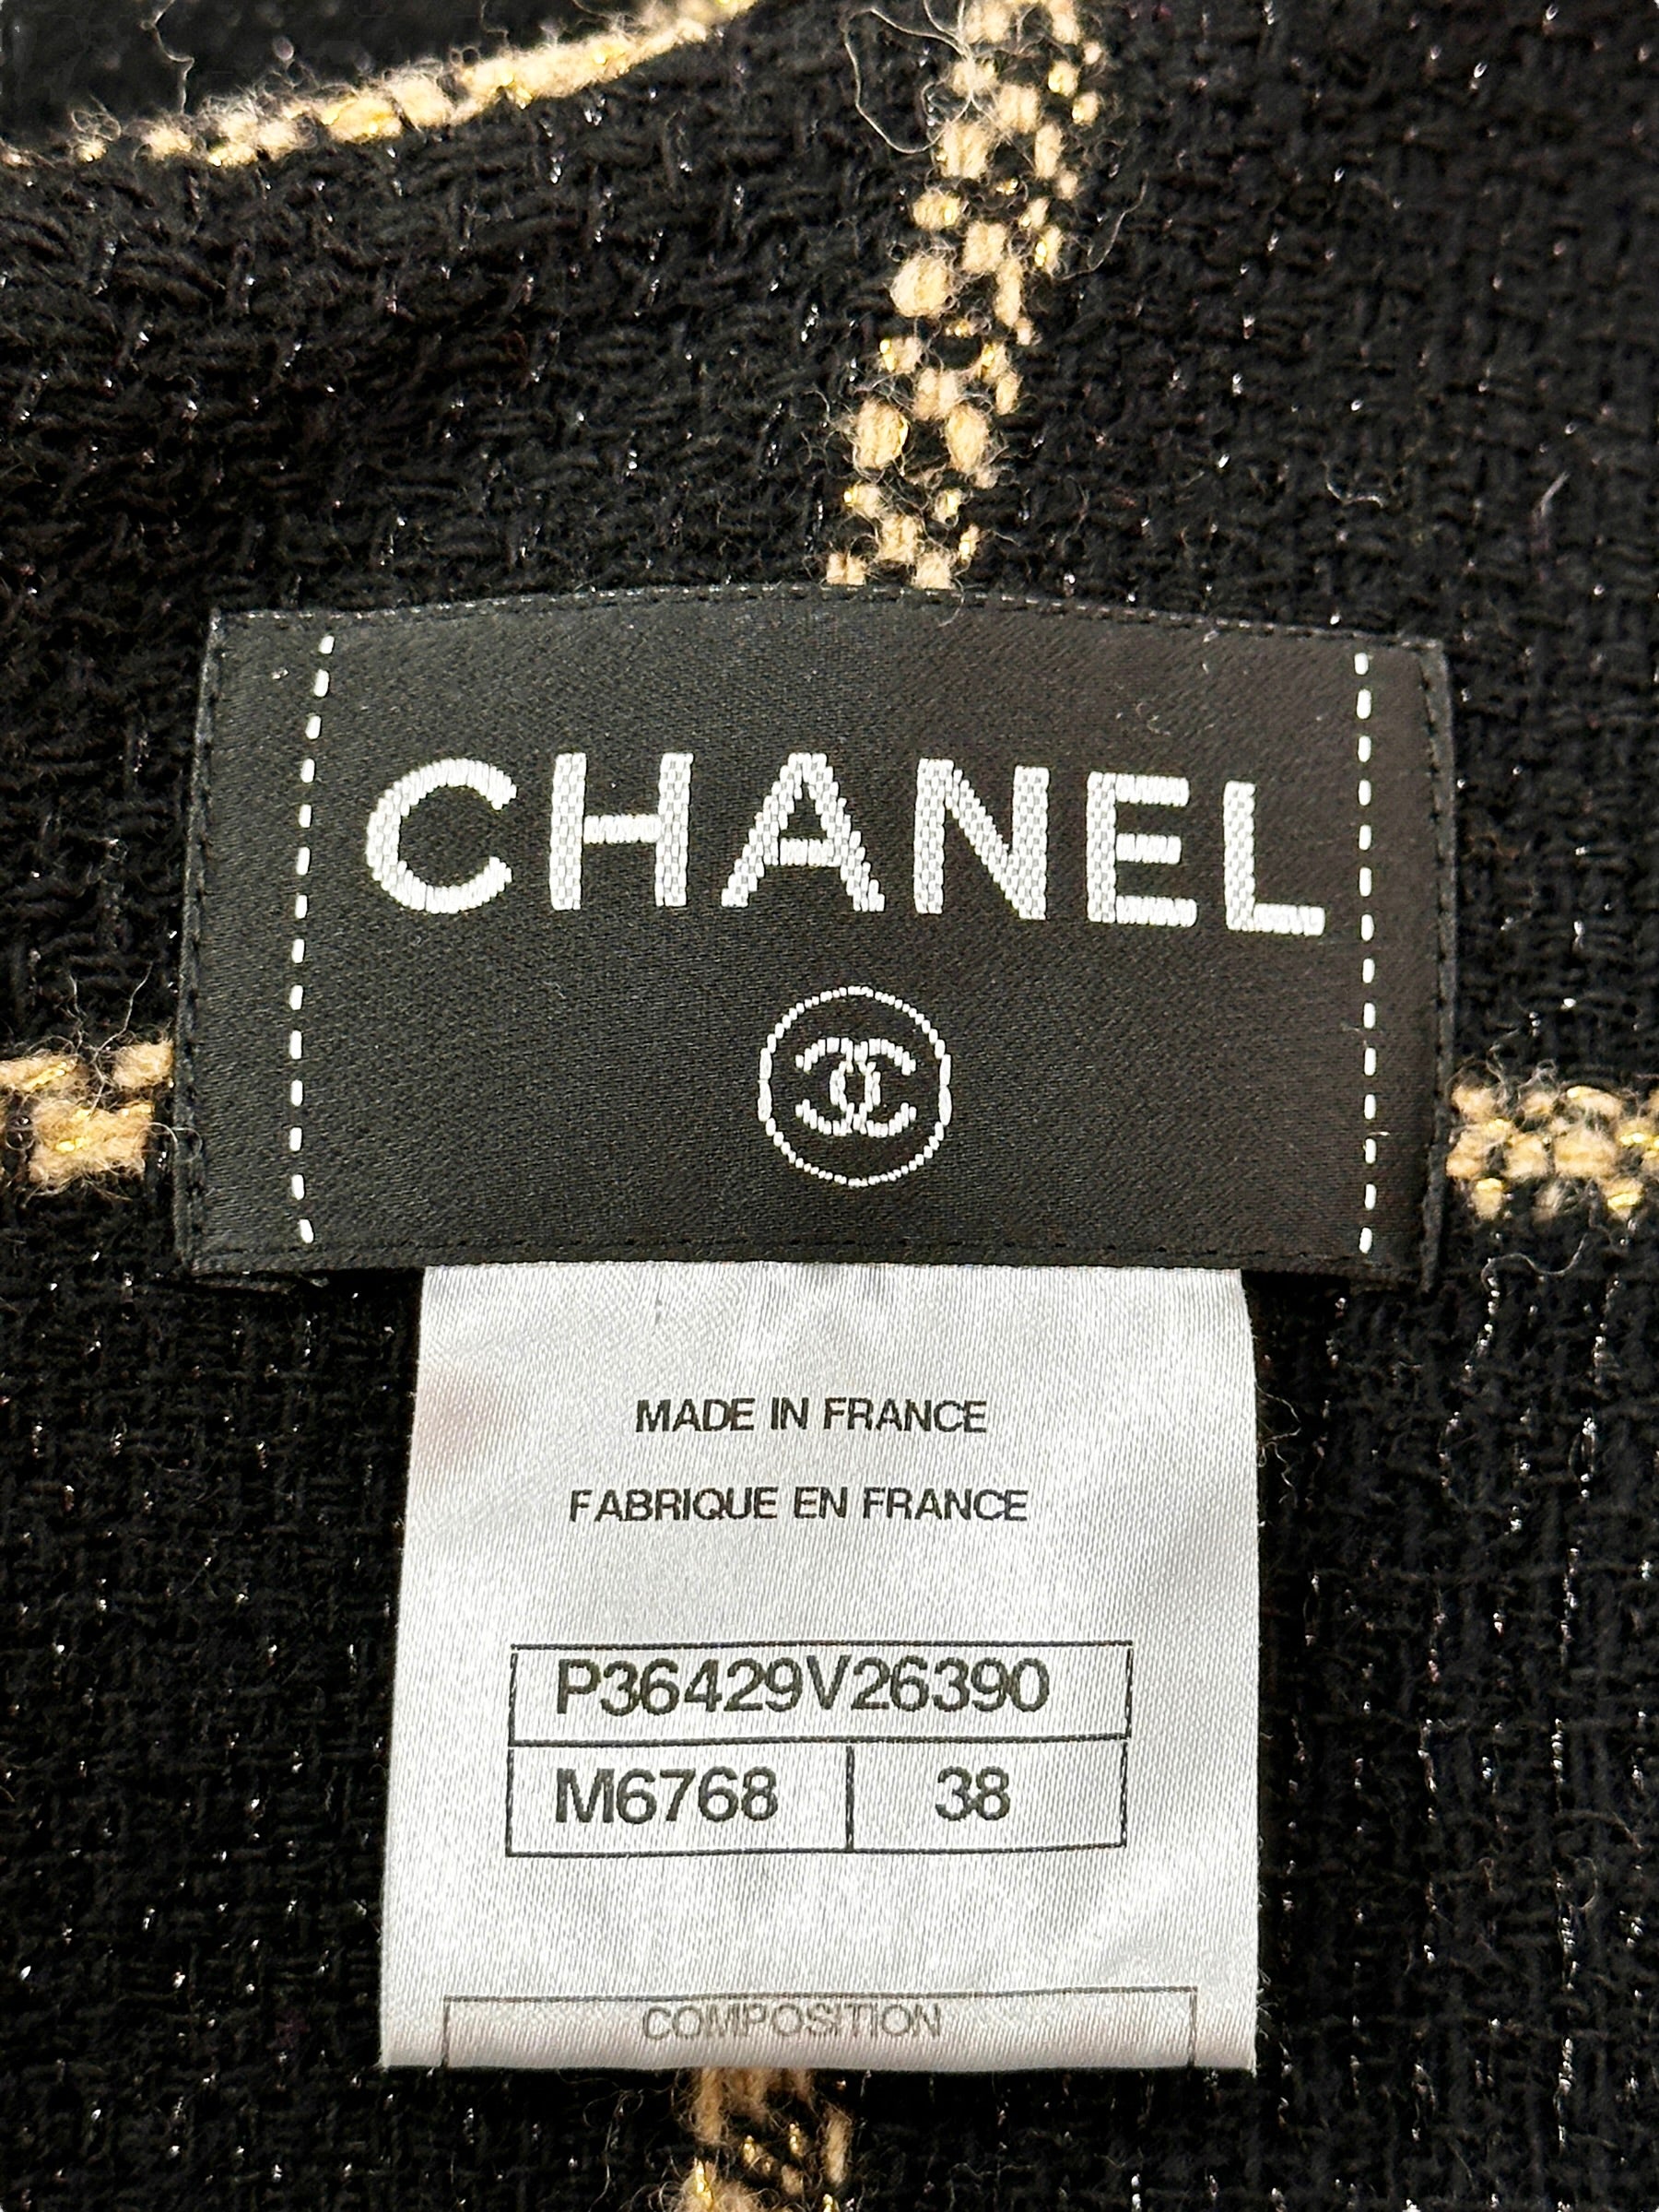 CHANEL
MADE IN FRANCE
FABRIQUE EN FRANCE
P36429V26390
M6768 38
COMPOSITION